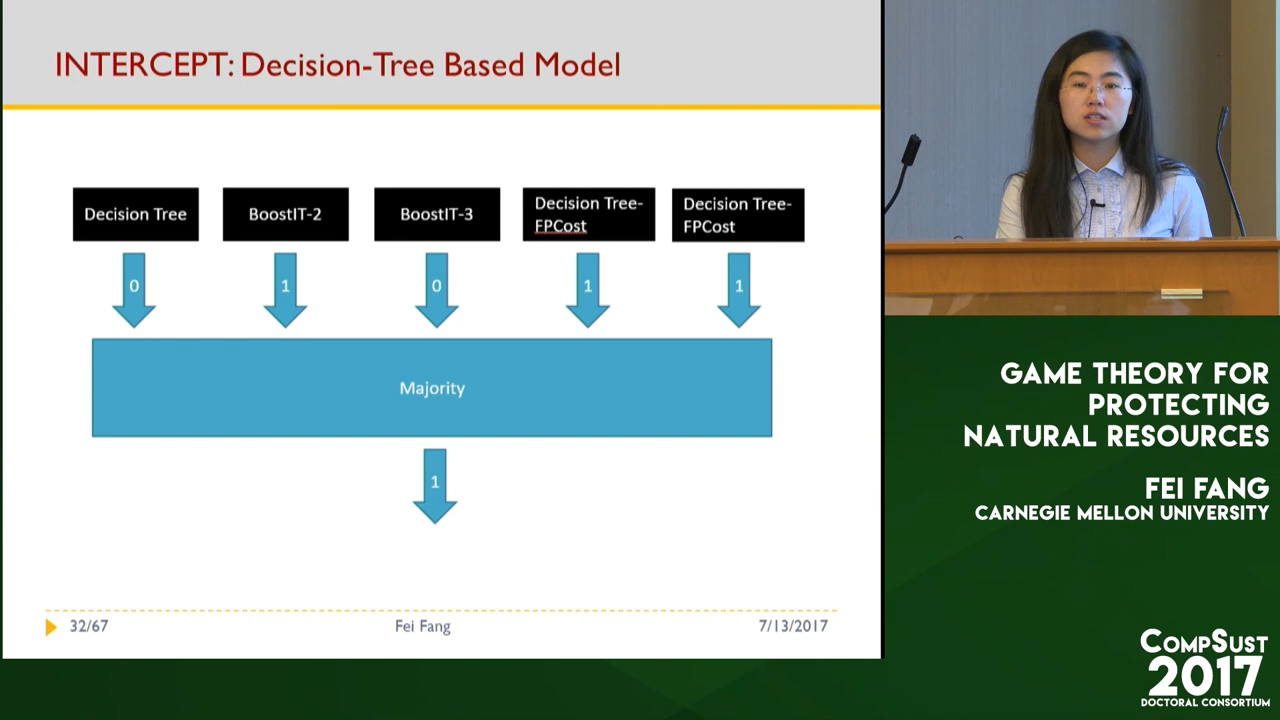 INTERCEPT: Decision-Tree Based Model
Decision Tree
BoostIT-2
BoostIT-3
Decision Tree-
FPCost
Decision Tree-
FPCost
0
1
0
1
1
Majority
1
32/67
Fei Fang
7/13/2017
GAME THEORY FOR
PROTECTING
NATURAL RESOURCES
FEI FANG
CARNEGIE MELLON UNIVERSITY
COMPSUST
2017
DOCTORAL CONSORTIUM